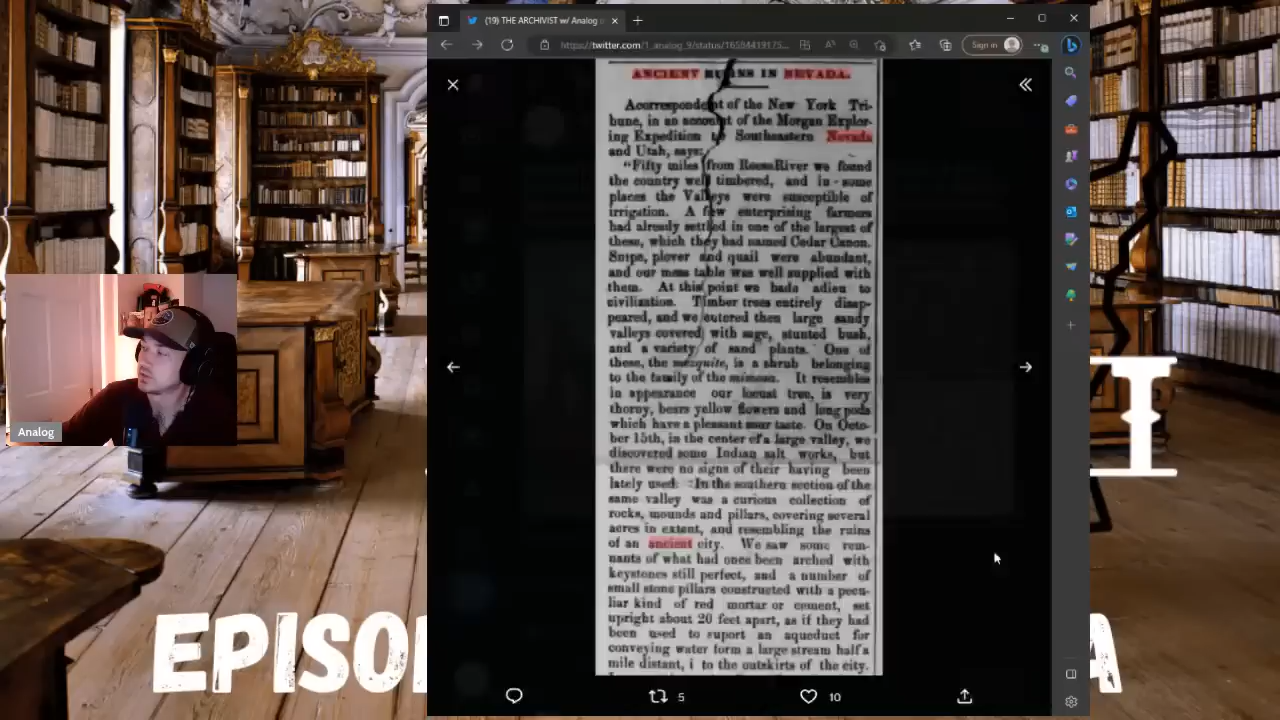 (19) THE ARCHIVIST w/ Analog
https://twitter.com/1_analog_9/status/16584419175...
Sign in
ANCIENT RUINS IN NEVADA.
Acorrespondent of the New York Tri-
bune, in an account of the Morgan Explor-
ing Expedition to Southeastern Nevada
and Utah, says:
"Fifty miles from Reese River we found
the country well timbered, and in - some
places the Valleys were susceptible of
irrigation. A few enterprising farmers
had already settled in one of the largest of
these, which they had named Cedar Canon.
Snipe, plover and quail were abundant,
and our mess table was well supplied with
them. At this point we bade adieu to
civilization. Timber trees entirely disap-
peared, and we entered then large sandy
valleys covered with sage, stunted bush,
and a variety of sand plants. One of
these, the mezquite, is a shrub belonging
to the family of the mimosa. It resembles
in appearance our locust tree, is very
thorny, bears yellow flowers and long pods
which have a pleasant sour taste. On Octo-
ber 15th, in the center of a large valley, we
discovered some Indian salt works, but
there were no signs of their having been
lately used. In the southern section of the
same valley was a curious collection of
rocks, mounds and pillars, covering several
acres in extent, and resembling the ruins
of an ancient city. We saw some rem-
nants of what had once been arched with
keystones still perfect, and a number of
small stone pillars constructed with a pecu-
liar kind of red mortar or cement, set
upright about 20 feet apart, as if they had
been used to suport an aqueduct for
conveying water form a large stream half a
mile distant, i to the outskirts of the city.
5
10
Analog
EPISO
I
A